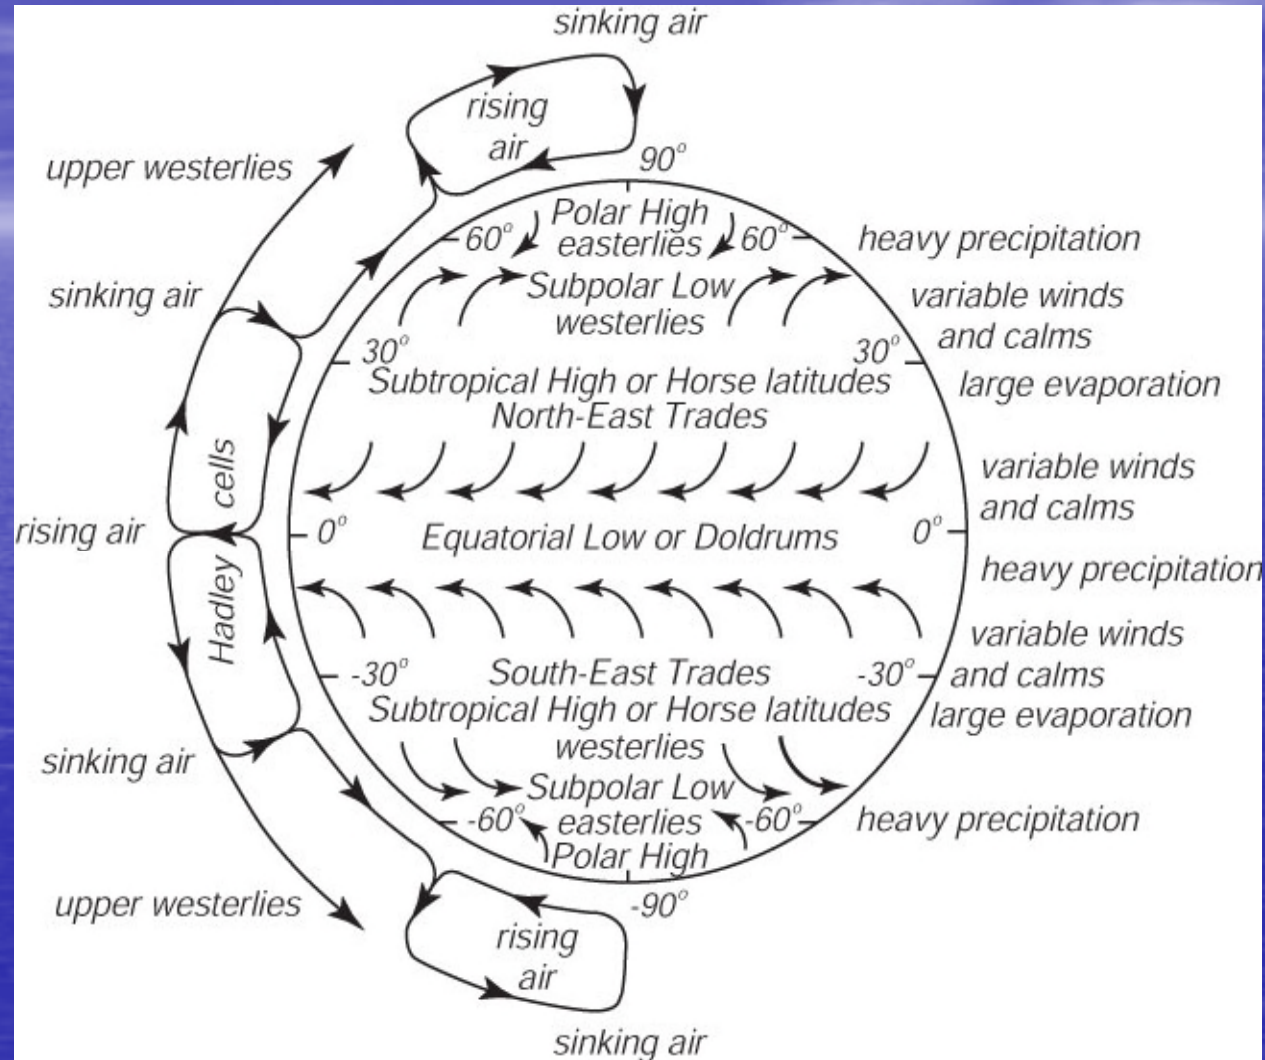 sinking air
rising
air
90°
upper westerlies
Polar High
easterlies
60°
60°
heavy precipitation
sinking air
Subpolar Low
westerlies
variable winds
and calms
30°
30°
Subtropical High or Horse latitudes
large evaporation
North-East Trades
cells
variable winds
and calms
rising air
0°
Equatorial Low or Doldrums
0°
heavy precipitation
Hadley
variable winds
and calms
-30°
South-East Trades
-30°
Subtropical High or Horse latitudes
large evaporation
westerlies
sinking air
Subpolar Low
-60°
easterlies
-60°
heavy precipitation
Polar High
upper westerlies
-90°
rising
air
sinking air